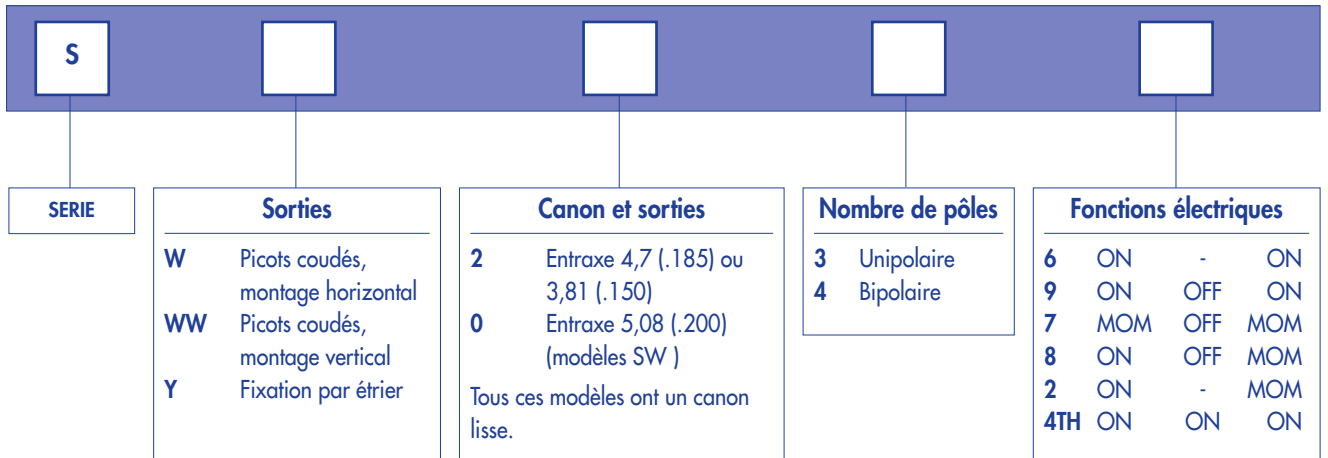 S
SERIE
Sorties
W Picots coudés,
montage horizontal
WW Picots coudés,
montage vertical
Y Fixation par étrier
Canon et sorties
2 Entraxe 4,7 (.185) ou
3,81 (.150)
0 Entraxe 5,08 (.200)
(modèles SW )
Tous ces modèles ont un canon
lisse.
Nombre de pôles
3 Unipolaire
4 Bipolaire
Fonctions électriques
6 ON - ON
9 ON OFF ON
7 MOM OFF MOM
8 ON OFF MOM
2 ON - MOM
4TH ON ON ON